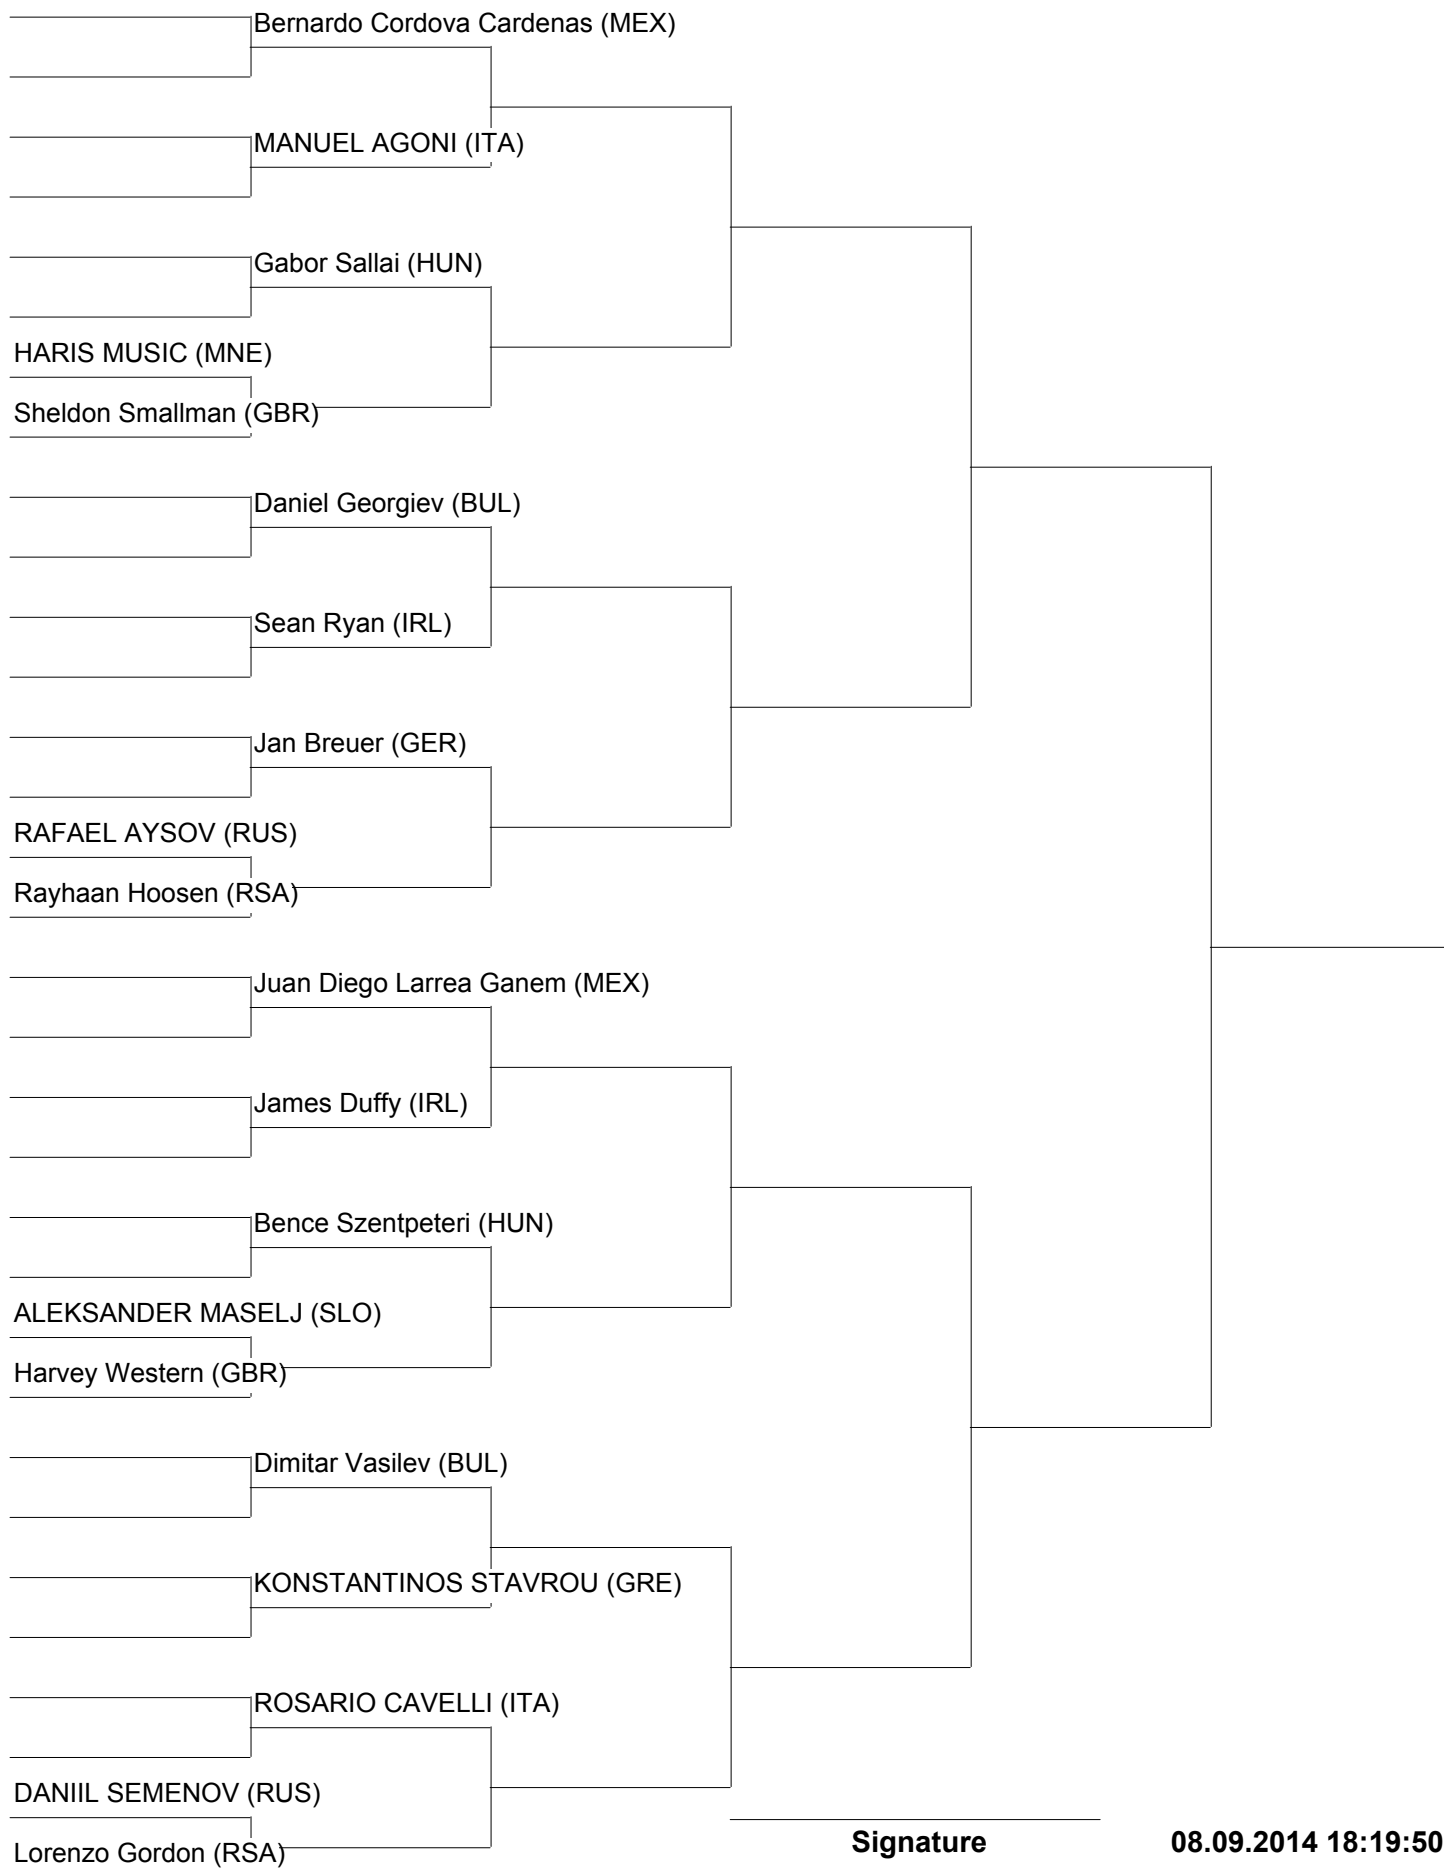 Bernardo Cordova Cardenas (MEX)
MANUEL AGONI (ITA)
Gabor Sallai (HUN)
HARIS MUSIC (MNE)
Sheldon Smallman (GBR)
Daniel Georgiev (BUL)
Sean Ryan (IRL)
Jan Breuer (GER)
RAFAEL AYSOV (RUS)
Rayhaan Hoosen (RSA)
Juan Diego Larrea Ganem (MEX)
James Duffy (IRL)
Bence Szentpeteri (HUN)
ALEKSANDER MASELJ (SLO)
Harvey Western (GBR)
Dimitar Vasilev (BUL)
KONSTANTINOS STAVROU (GRE)
ROSARIO CAVELLI (ITA)
DANIIL SEMENOV (RUS)
Lorenzo Gordon (RSA)
Signature 08.09.2014 18:19:50